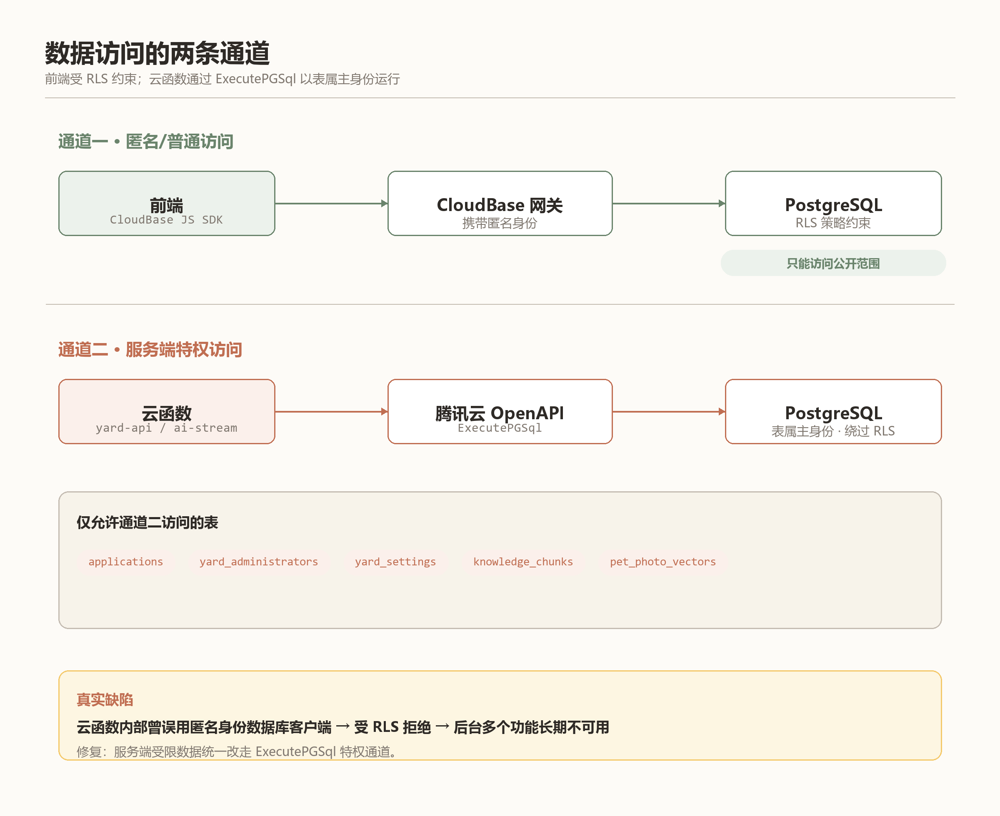 数据访问的两条通道
前端受 RLS 约束；云函数通过 ExecutePGSql 以表属主身份运行
通道一 • 匿名/普通访问
前端
CloudBase JS SDK
CloudBase 网关
携带匿名身份
PostgreSQL
RLS 策略约束
只能访问公开范围
通道二 • 服务端特权访问
云函数
yard-api / ai-stream
腾讯云 OpenAPI
ExecutePGSql
PostgreSQL
表属主身份 · 绕过 RLS
仅允许通道二访问的表
applications yard_administrators yard_settings knowledge_chunks pet_photo_vectors
真实缺陷
云函数内部曾误用匿名身份数据库客户端 → 受 RLS 拒绝 → 后台多个功能长期不可用
修复：服务端受限数据统一改走 ExecutePGSql 特权通道。